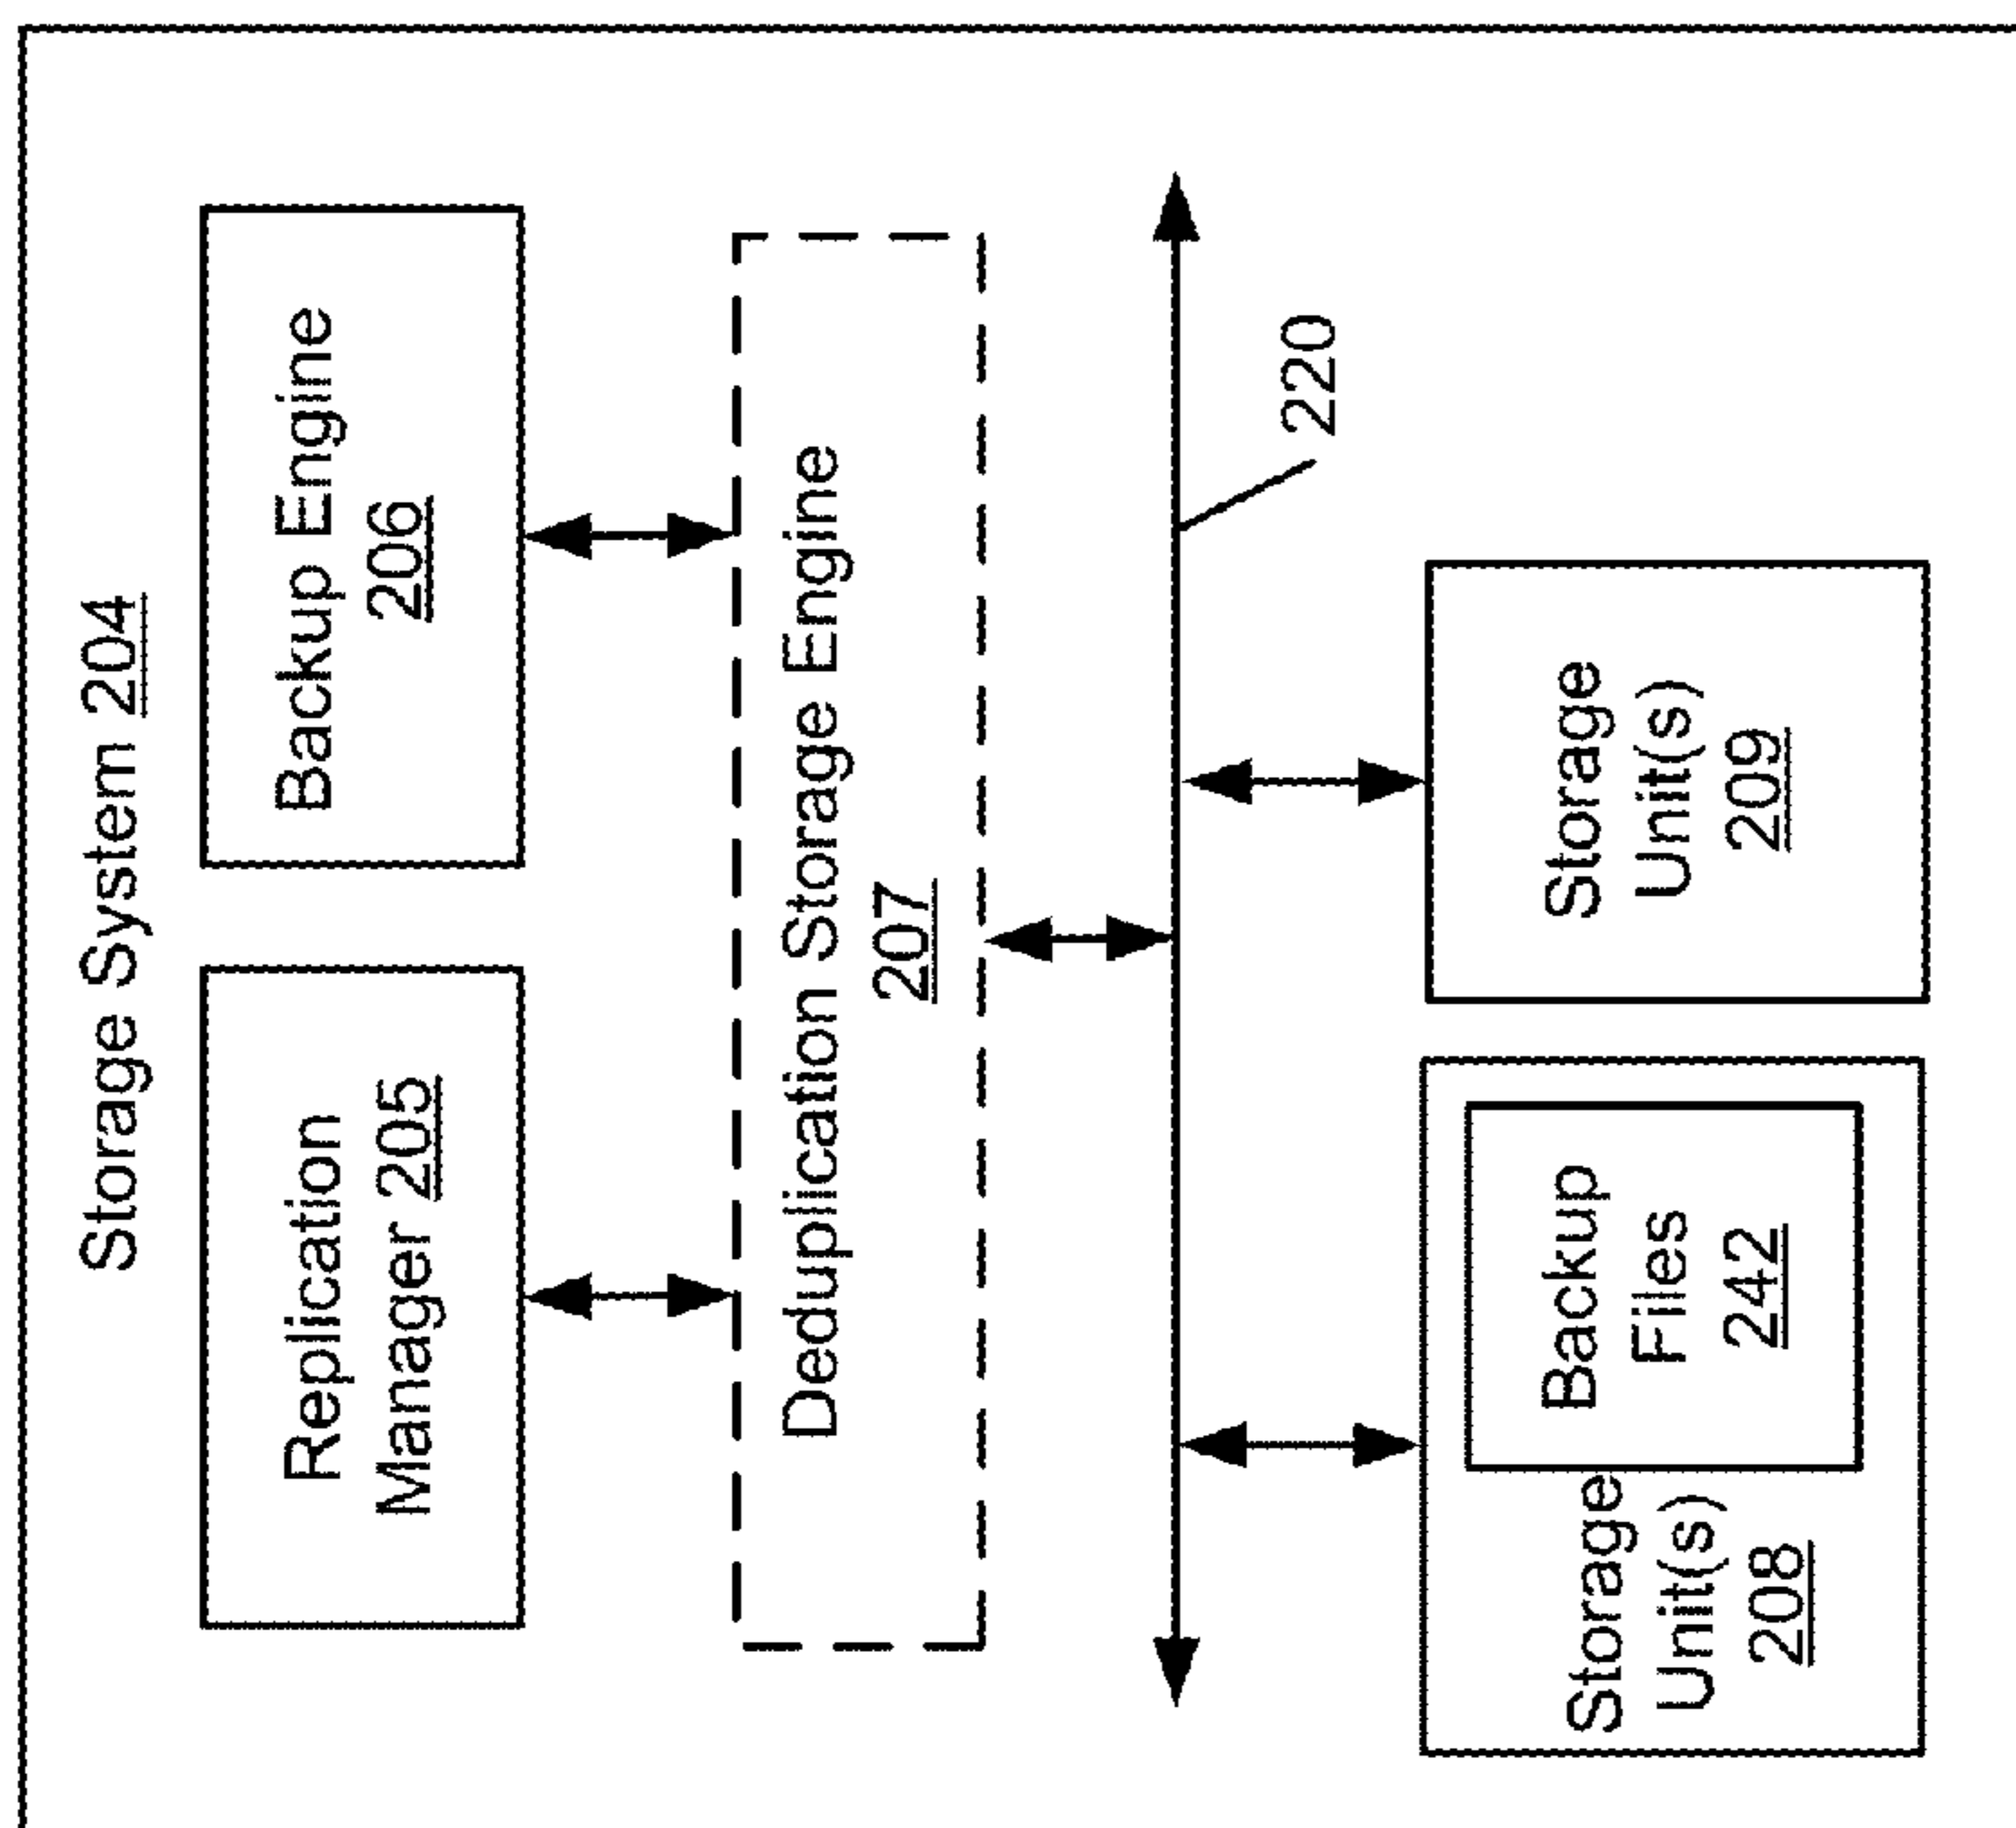 Storage System 204
Replication
Manager 205
Backup Engine
206
Deduplication Storage Engine
207
220
Storage
Unit(s)
208
Backup
Files
242
Storage
Unit(s)
209